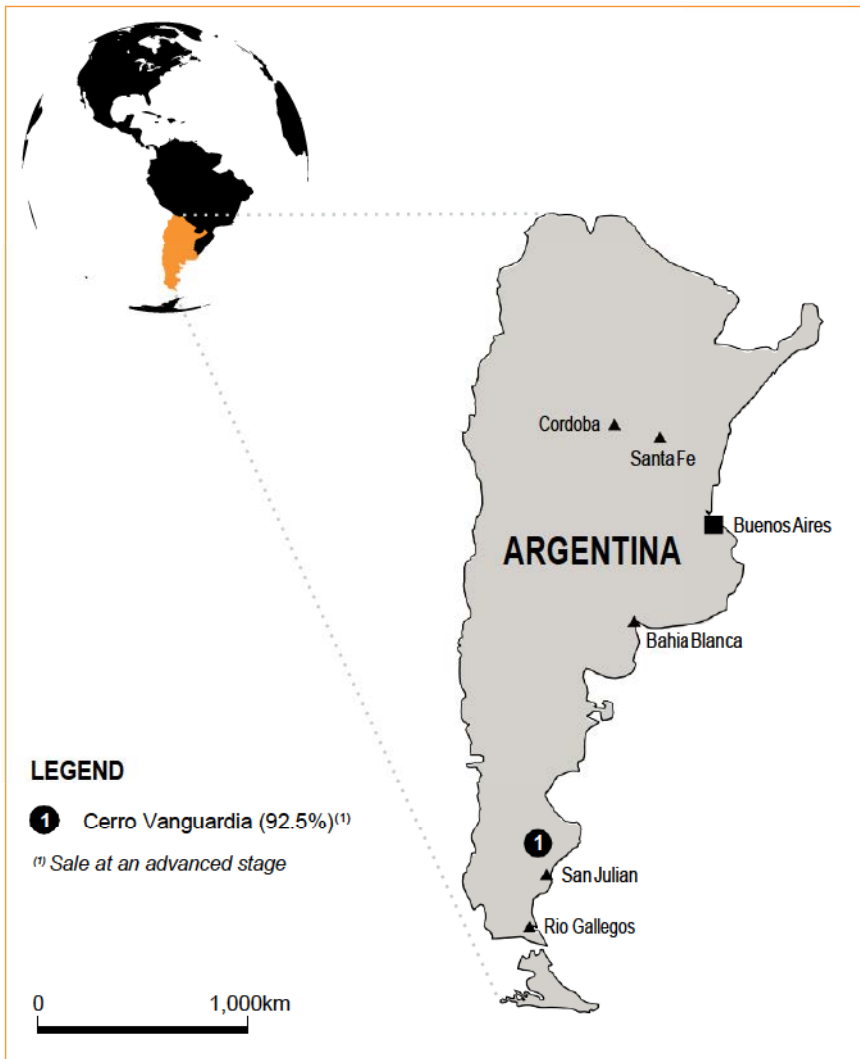 Cordoba
Santa Fe
Buenos Aires
ARGENTINA
Bahia Blanca
LEGEND
1 Cerro Vanguardia (92.5%)(1)
(1) Sale at an advanced stage
1
San Julian
Rio Gallegos
0 1,000km